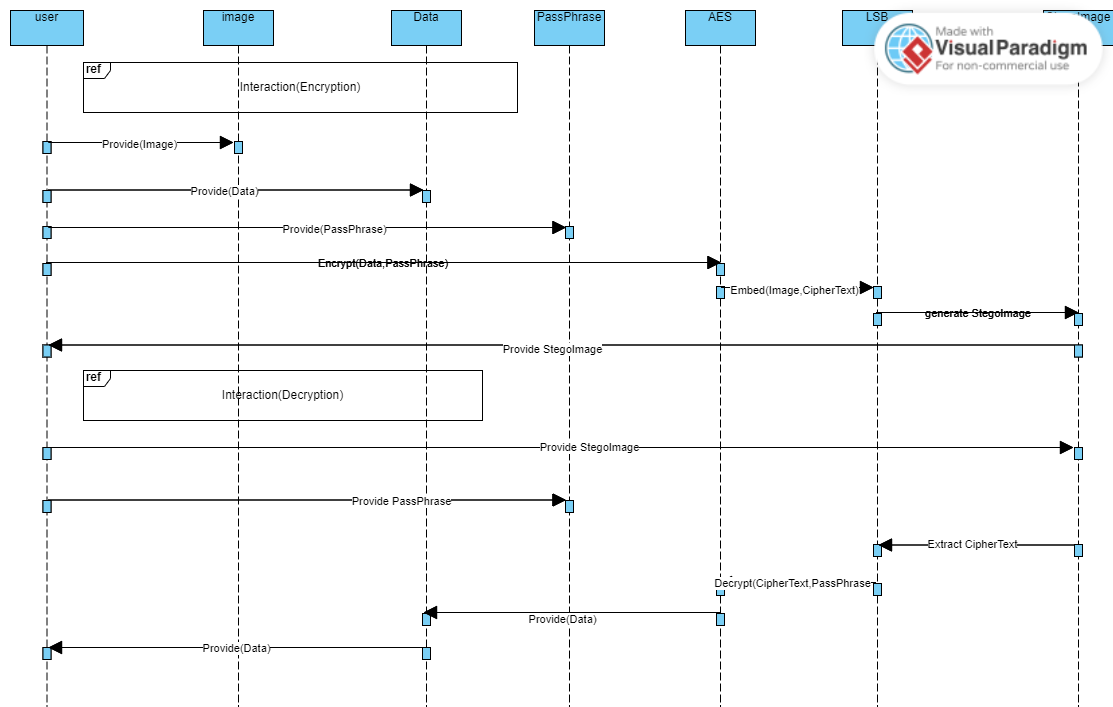 user
image
Data
PassPhrase
AES
LSB
Made with
VisualParadigm
For non-commercial use
ref
Interaction(Encryption)
Provide(Image)
Provide(Data)
Provide(PassPhrase)
Encrypt(Data,PassPhrase)
Embed(Image,CipherText)
generate StegoImage
Provide StegoImage
ref
Interaction(Decryption)
Provide StegoImage
Provide PassPhrase
Extract CipherText
Decrypt(CipherText,PassPhrase
Provide(Data)
Provide(Data)